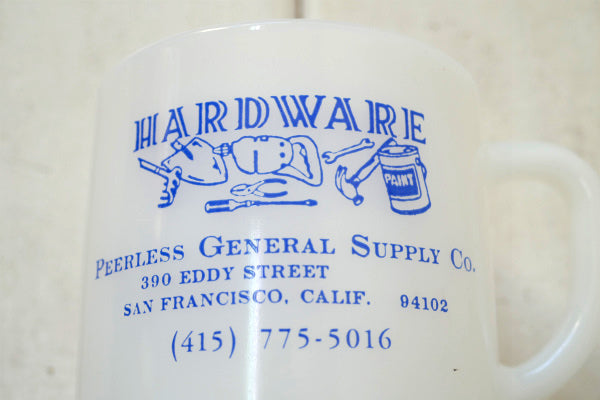 HARDWARE
PAINT
PEERLESS GENERAL SUPPLY CO.
390 EDDY STREET
SAN FRANCISCO, CALIF. 94102
(415) 775-5016